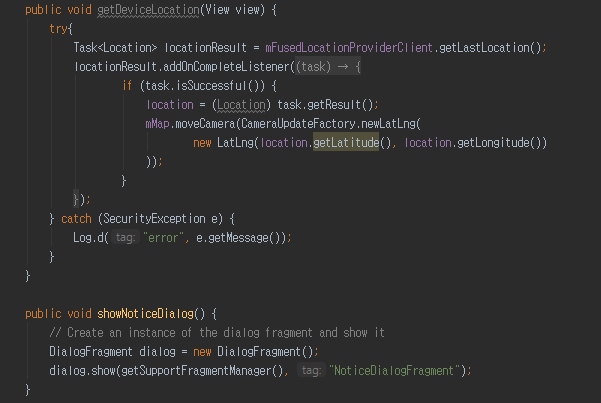 public void getDeviceLocation(View view) {
try{
Task<Location> locationResult = mFusedLocationProviderClient.getLastLocation();
locationResult.addOnCompleteListener((task) → {
if (task.isSuccessful()) {
location = (Location) task.getResult();
mMap.moveCamera(CameraUpdateFactory.newLatLng(
new LatLng(location.getLatitude(), location.getLongitude())
));
}
});
} catch (SecurityException e) {
Log.d( tag: "error", e.getMessage());
}
}
public void showNoticeDialog() {
// Create an instance of the dialog fragment and show it
DialogFragment dialog = new DialogFragment();
dialog.show(getSupportFragmentManager(), tag: "NoticeDialogFragment");
}